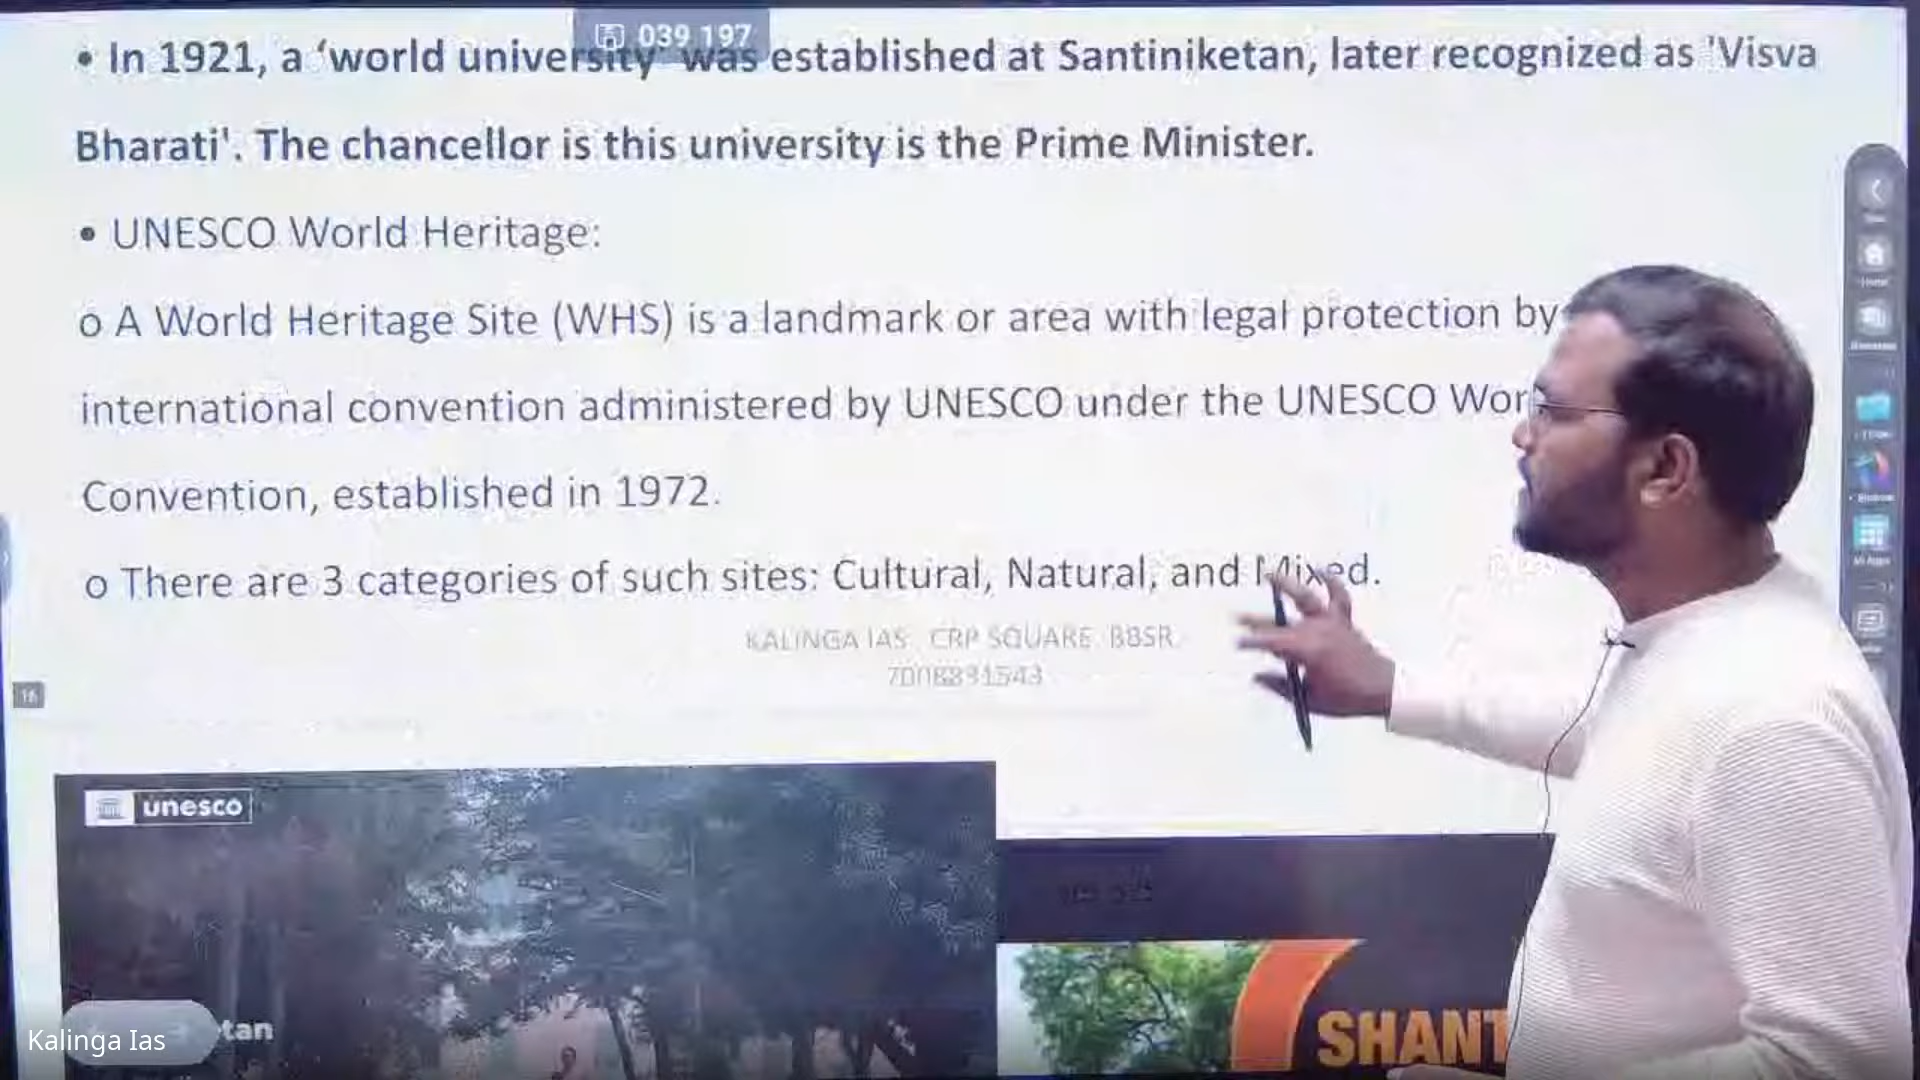 039 197
• In 1921, a ‘world university’ was established at Santiniketan, later recognized as 'Visva
Bharati'. The chancellor is this university is the Prime Minister.
• UNESCO World Heritage:
o A World Heritage Site (WHS) is a landmark or area with legal protection by
international convention administered by UNESCO under the UNESCO Wor
Convention, established in 1972.
o There are 3 categories of such sites: Cultural, Natural, and Mixed.
KALINGA IAS CRP SQUARE BBSR
16
unesco
tan
SHANT
Kalinga Ias